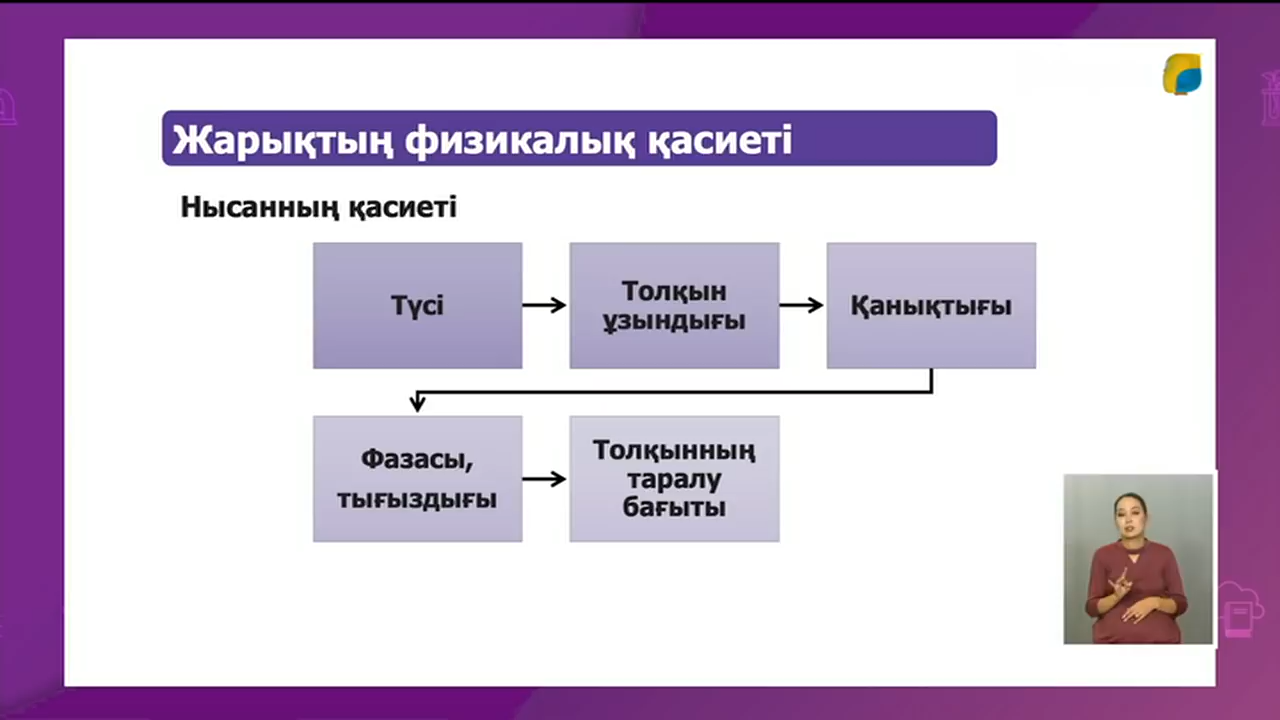 Жарықтың физикалық қасиеті
Нысанның қасиеті
Түсі
Толқын
ұзындығы
Қанықтығы
Фазасы,
тығыздығы
Толқынның
таралу
бағыты